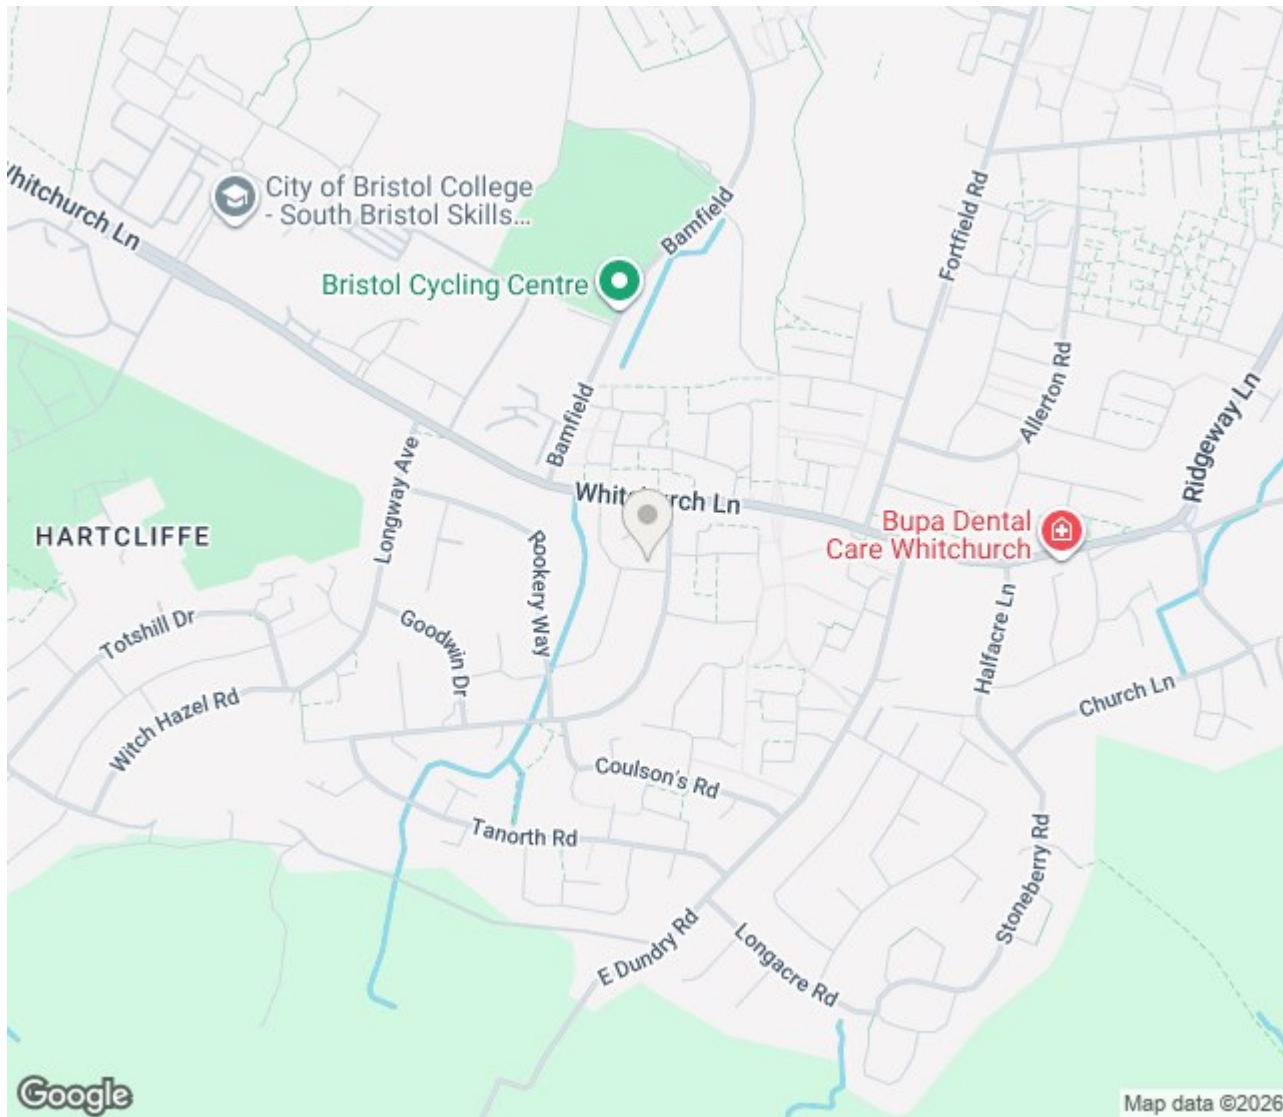 Whitchurch Ln
City of Bristol College
- South Bristol Skills...
Bamfield
Fortfield Rd
Bristol Cycling Centre
Bamfield
Allerton Rd
Ridgeway Ln
Longway Ave
Whitchurch Ln
HARTCLIFFE
Bupa Dental
Care Whitchurch
Rookery Way
Halfacre Ln
Totshill Dr
Goodwin Dr
Witch Hazel Rd
Church Ln
Coulson's Rd
Tanorth Rd
Stoneberry Rd
E Dundry Rd
Longacre Rd
Google
Map data ©2026